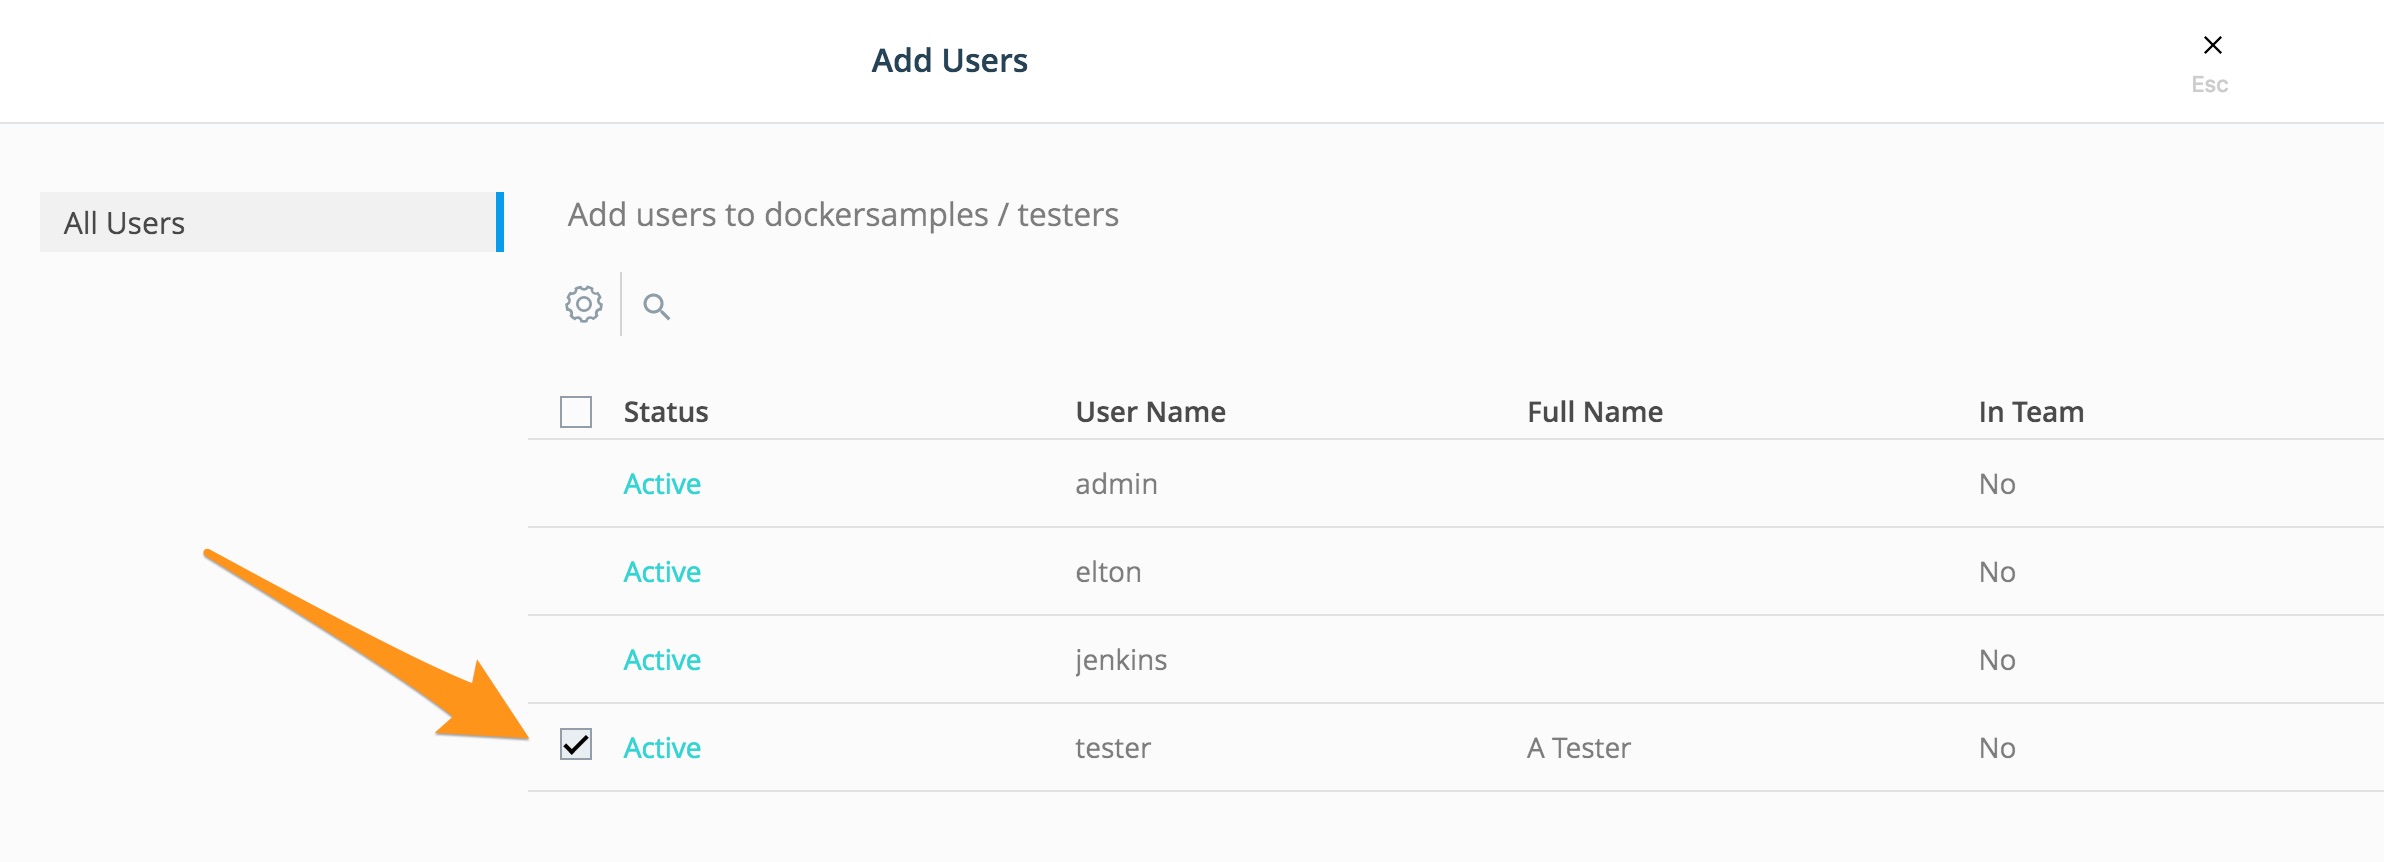 Add Users
Esc
All Users
Add users to dockersamples / testers
Status User Name Full Name In Team
Active admin No
Active elton No
Active jenkins No
Active tester A Tester No